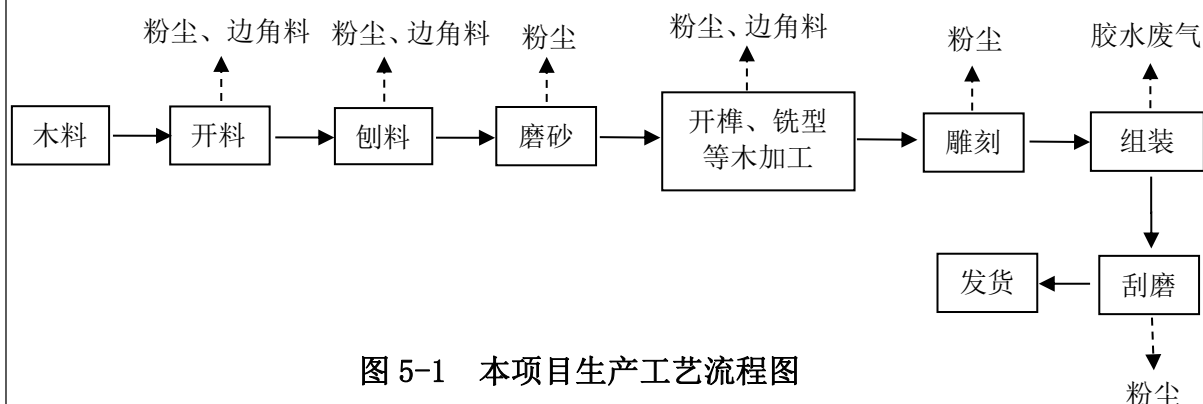 粉尘、边角料
粉尘、边角料
粉尘
粉尘、边角料
粉尘
胶水废气
木料
开料
刨料
磨砂
开榫、铣型
等木加工
雕刻
组装
发货
刮磨
图 5-1 本项目生产工艺流程图
粉尘